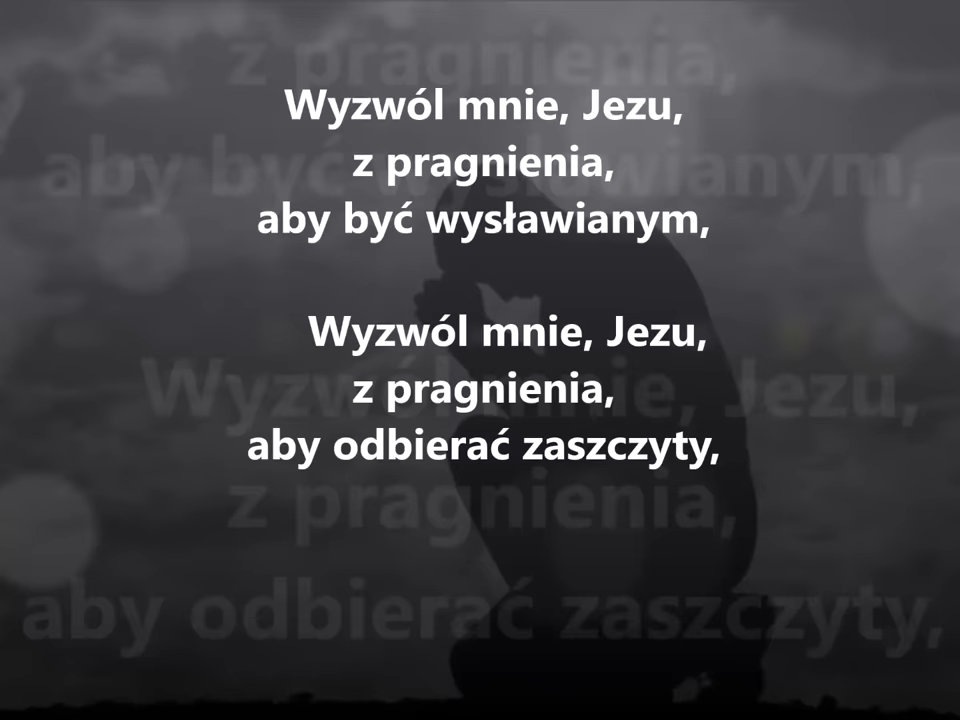 Wyzwól mnie, Jezu,
z pragnienia,
aby być wysławianym,
Wyzwól mnie, Jezu,
z pragnienia,
aby odbierać zaszczyty,